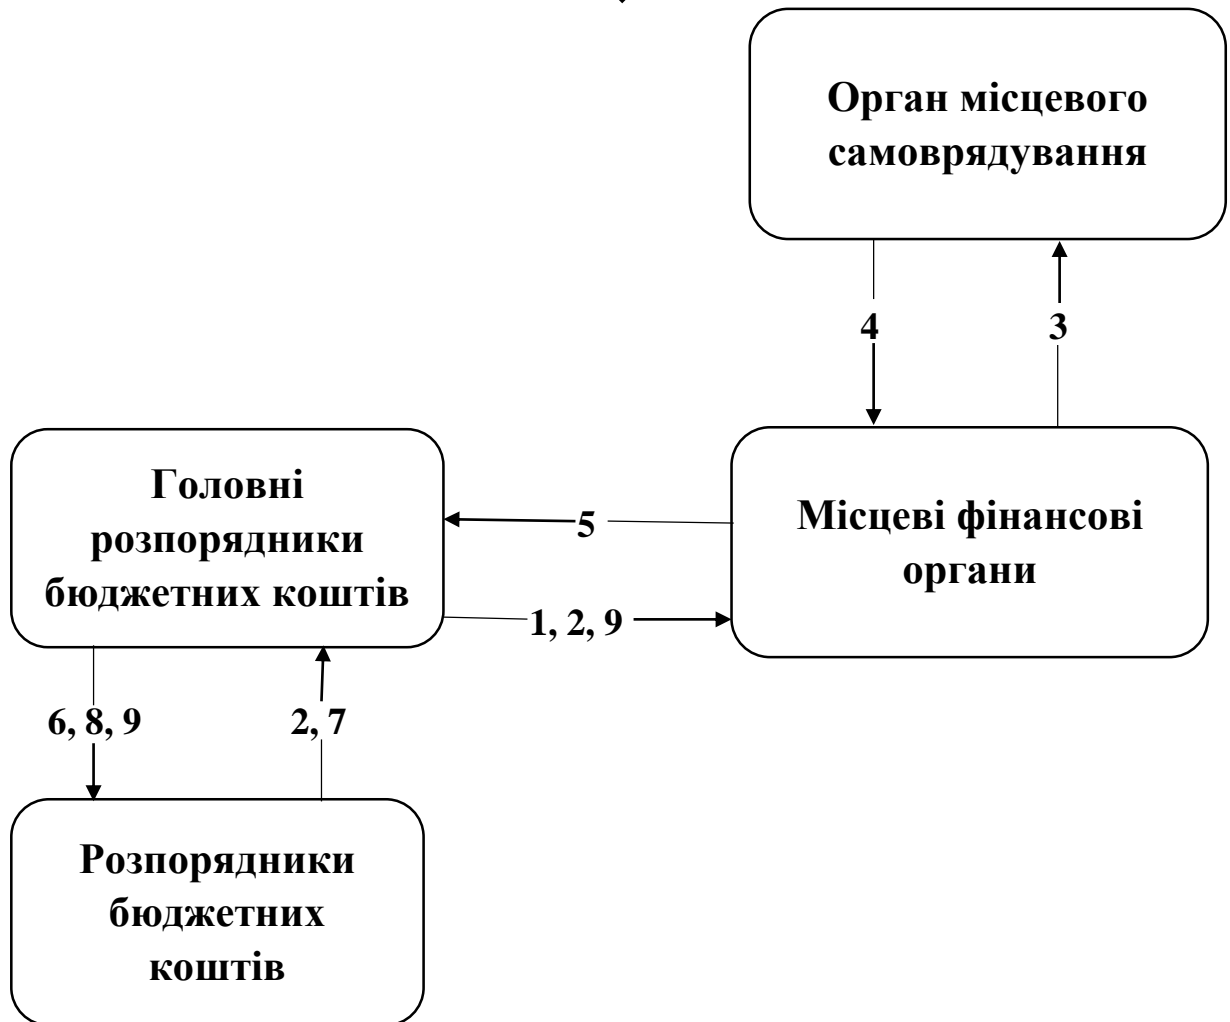 Орган місцевого
самоврядування
4
3
Головні
розпорядники
бюджетних коштів
5
Місцеві фінансові
органи
1, 2, 9
6, 8, 9
2, 7
Розпорядники
бюджетних
коштів